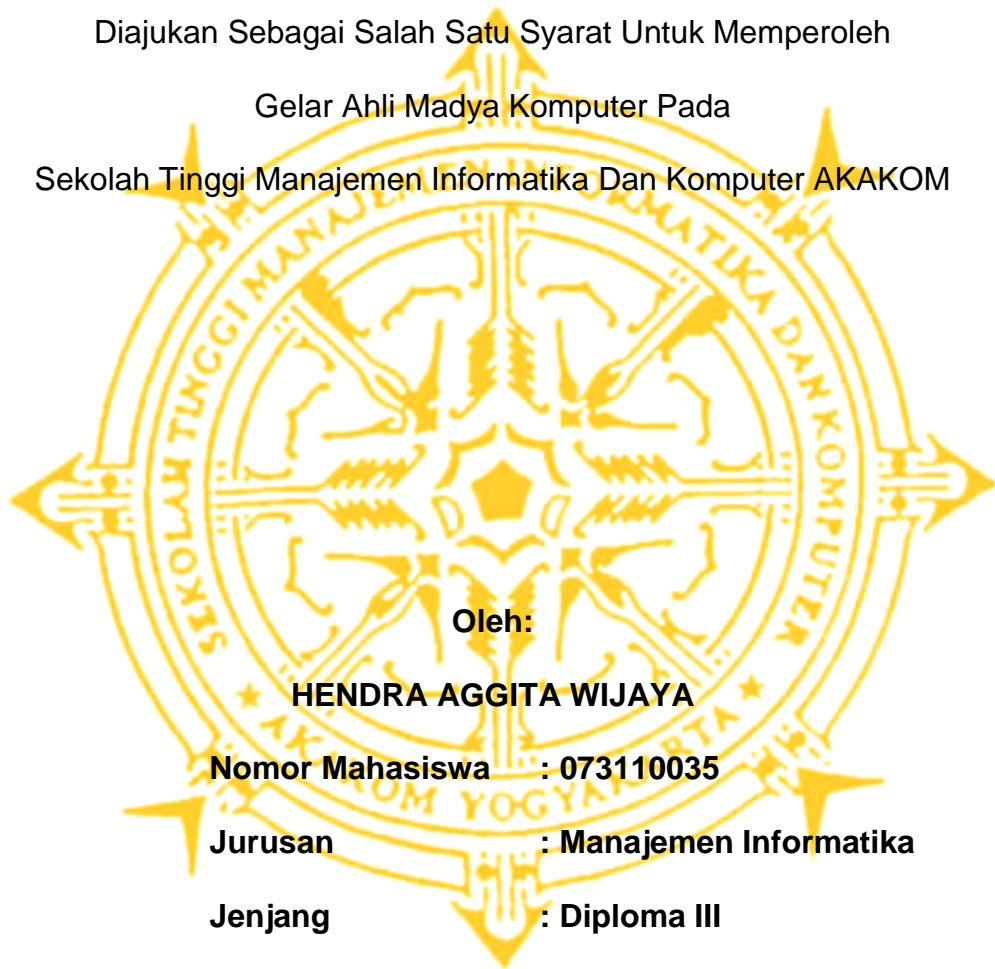 Diajukan Sebagai Salah Satu Syarat Untuk Memperoleh
Gelar Ahli Madya Komputer Pada
Sekolah Tinggi Manajemen Informatika Dan Komputer AKAKOM
SEKOLAH TINGGI MANAJEMEN INFORMATIKA DAN KOMPUTER
Oleh:
HENDRA AGGITA WIJAYA
Nomor Mahasiswa : 073110035
★ AKAKOM YOGYAKARTA ★
Jurusan : Manajemen Informatika
Jenjang : Diploma III